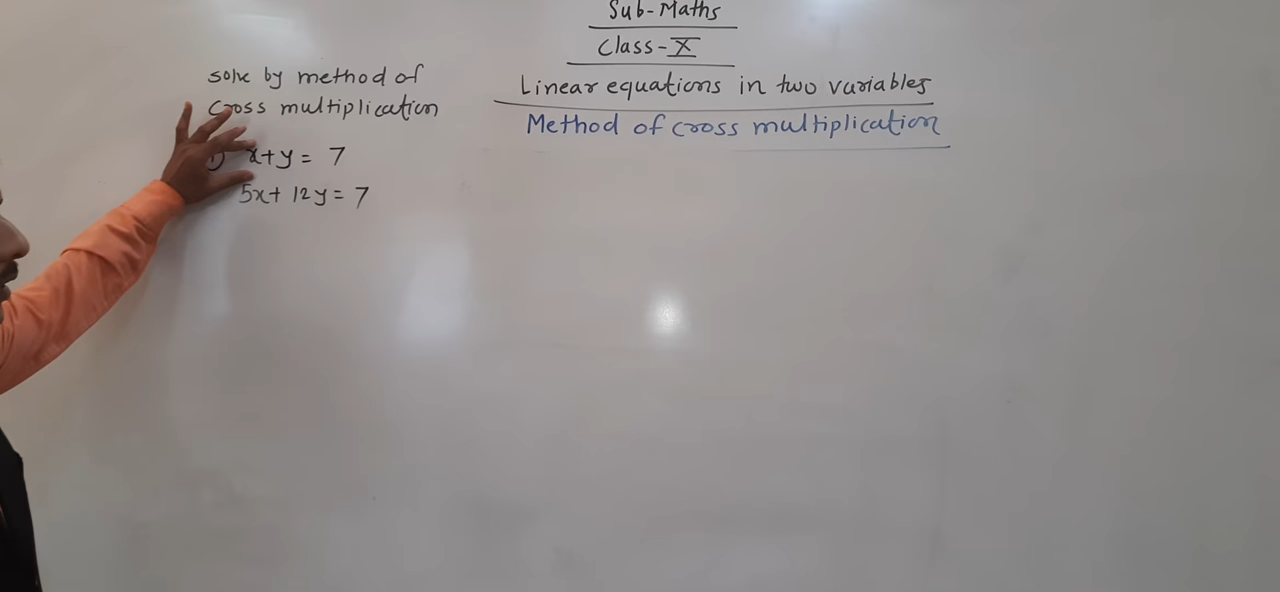 Sub-Maths
Class-X
Linear equations in two variables
Method of cross multiplication
solve by method of
cross multiplication
1) x+y = 7
5x+ 12y = 7